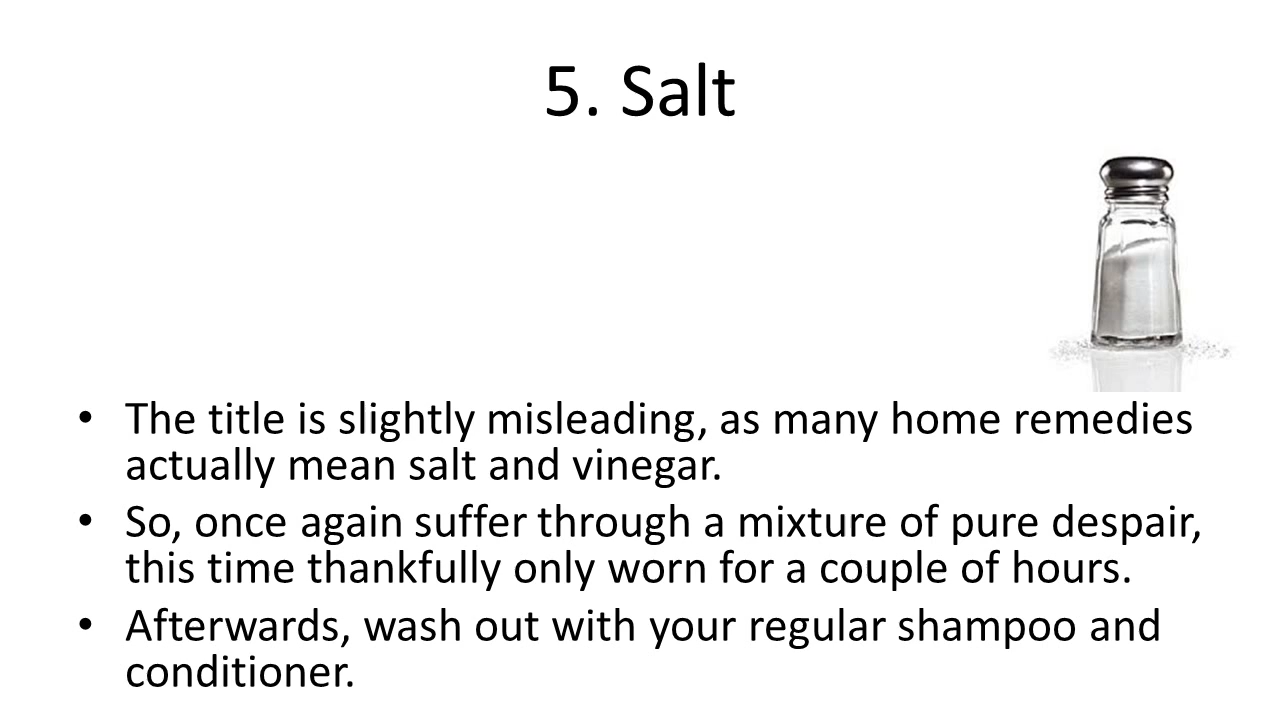 5. Salt
• The title is slightly misleading, as many home remedies
actually mean salt and vinegar.
• So, once again suffer through a mixture of pure despair,
this time thankfully only worn for a couple of hours.
• Afterwards, wash out with your regular shampoo and
conditioner.